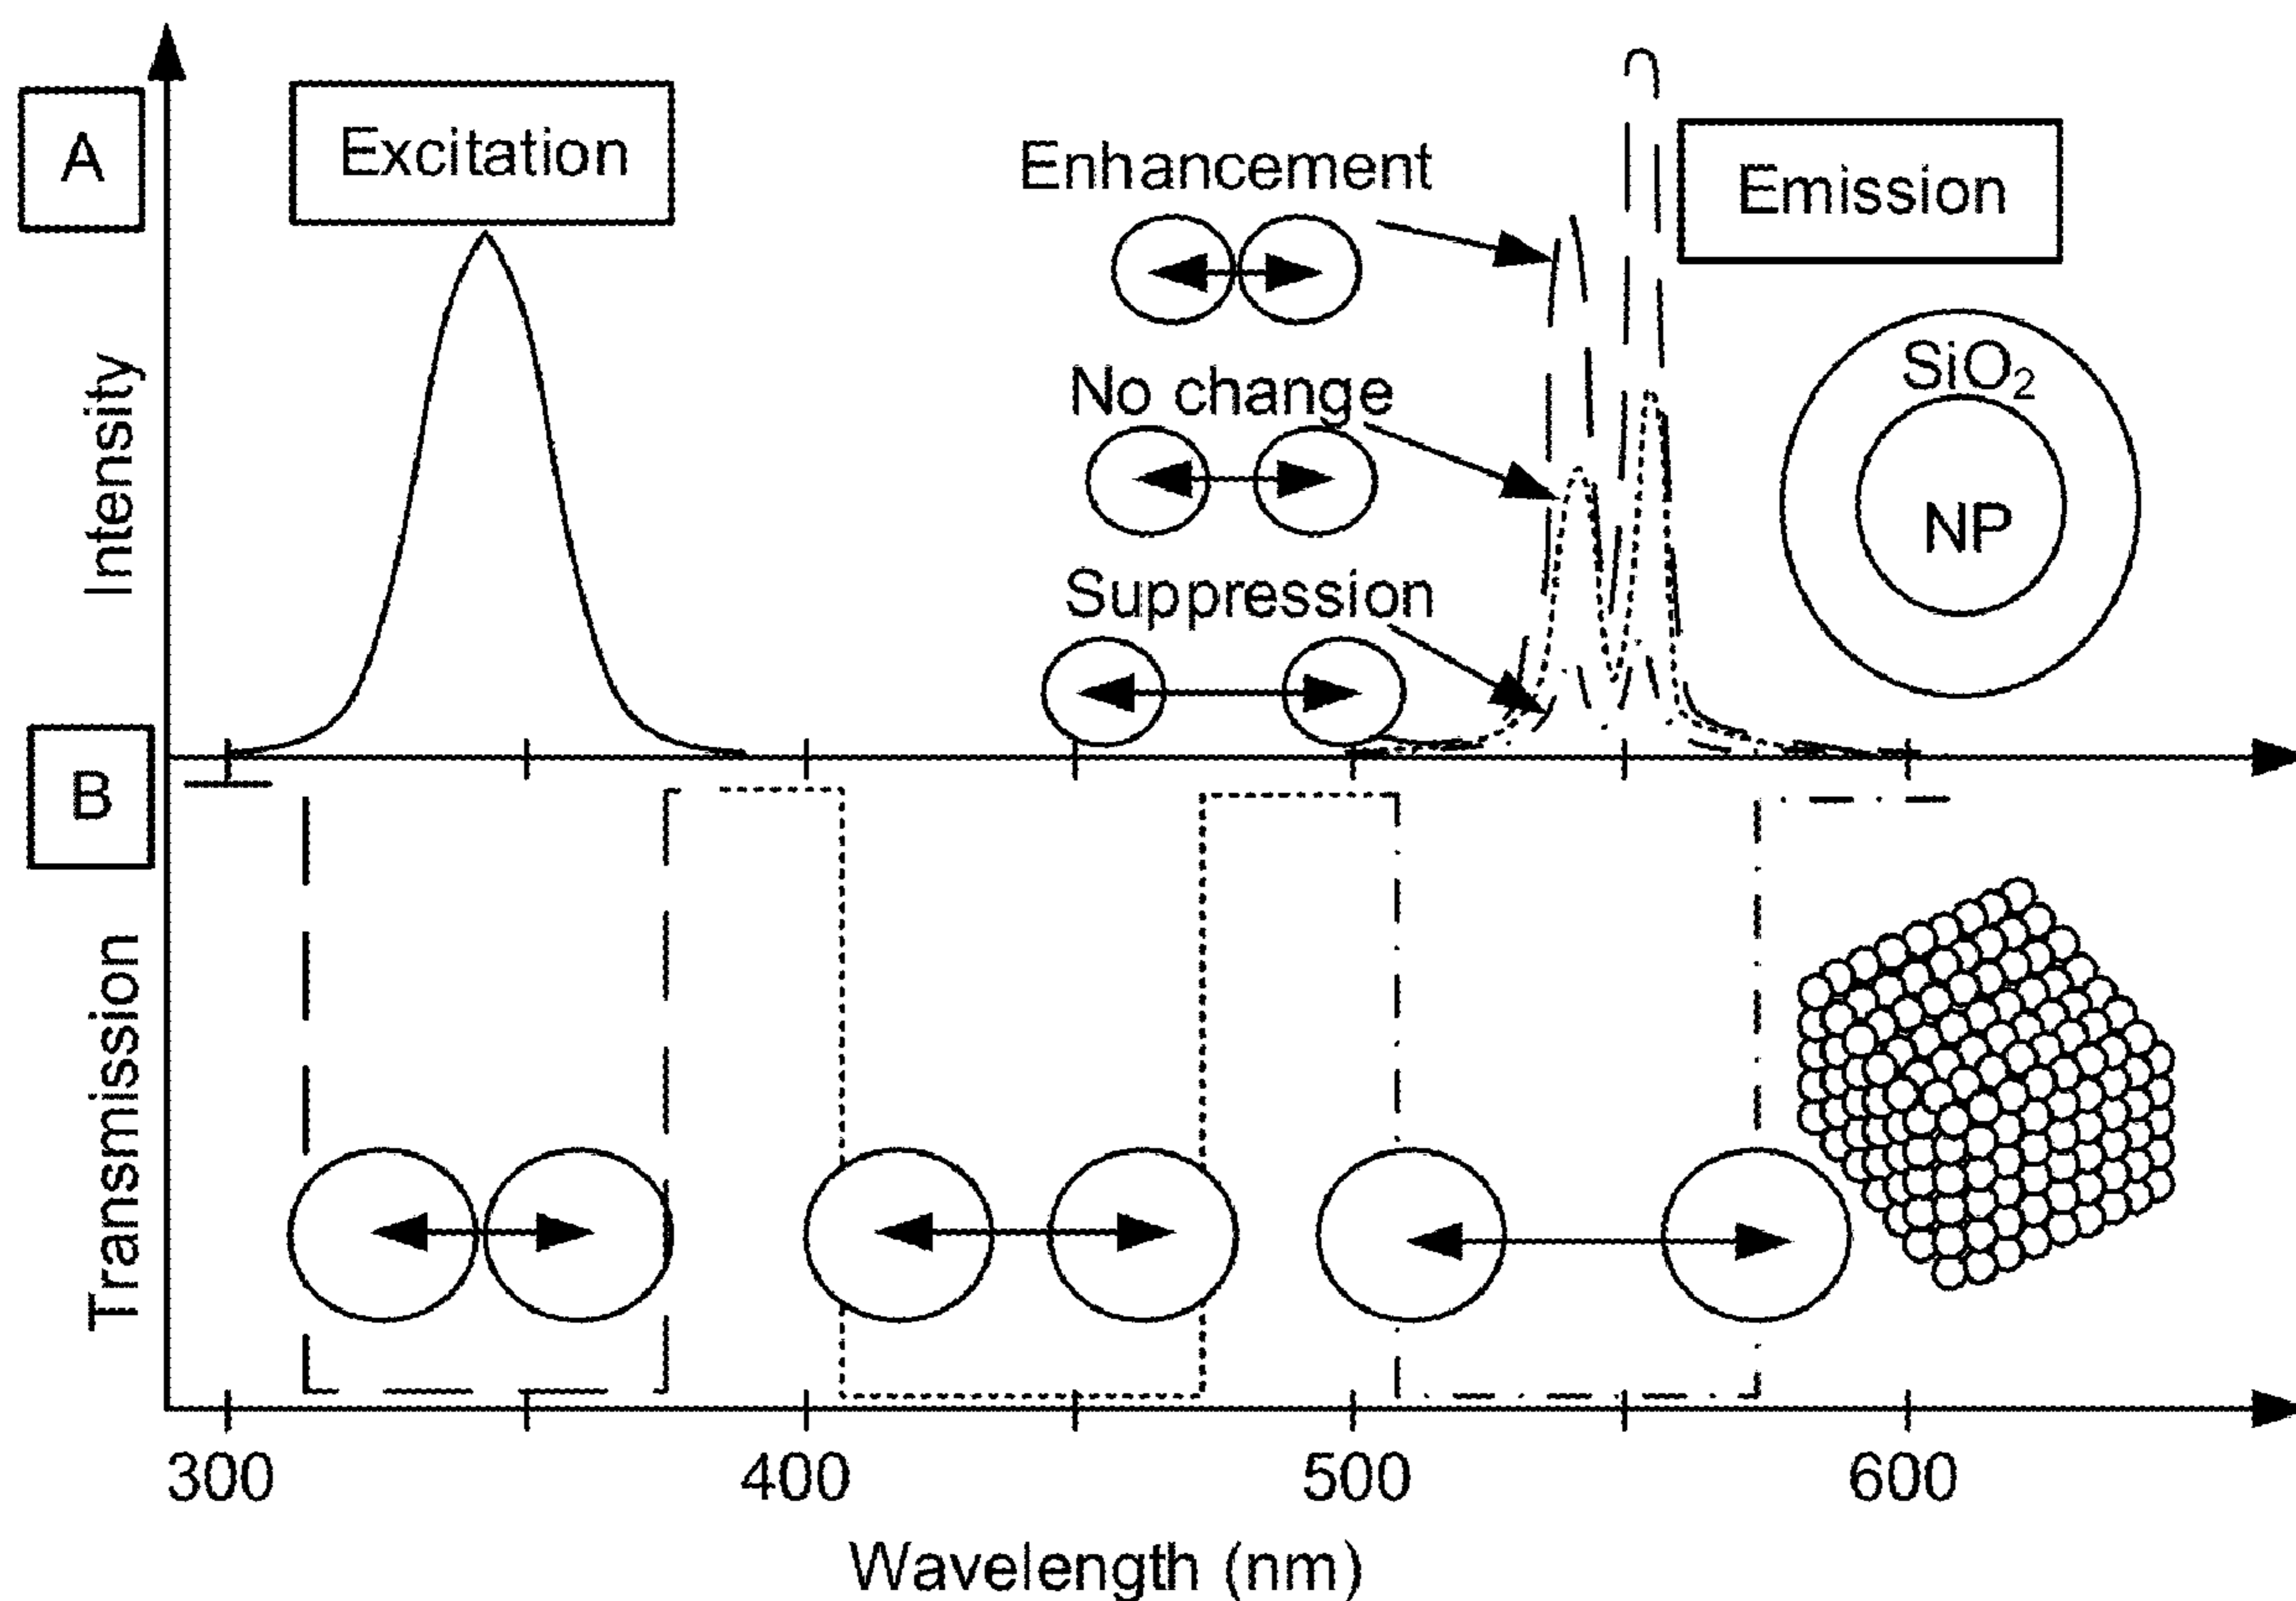 A
Excitation
Enhancement
Emission
Intensity
No change
SiO₂
NP
Suppression
B
Transmission
300 400 500 600
Wavelength (nm)